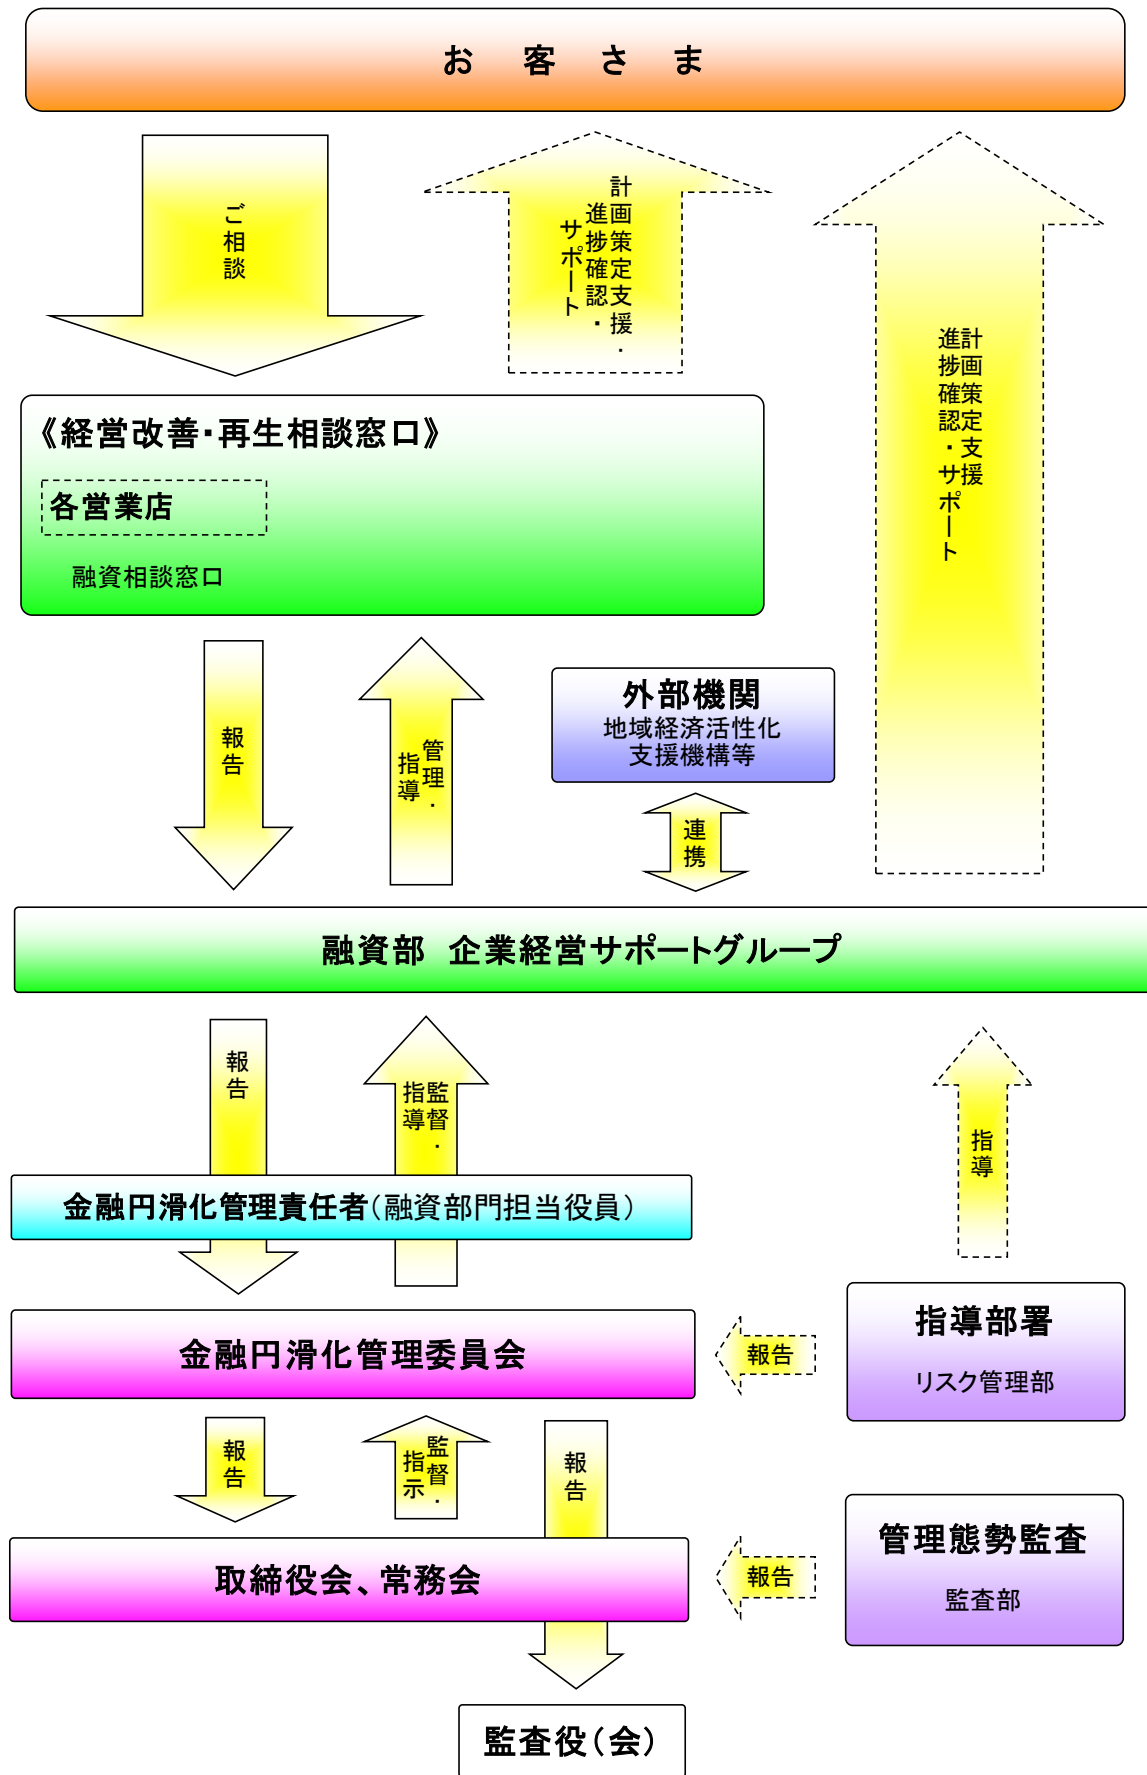 お 客 さ ま
ご相談
計画策定支援・
進捗確認・
サポート
計画策定支援
進捗確認・サポート
《経営改善・再生相談窓口》
各営業店
融資相談窓口
報告
管理・
指導
外部機関
地域経済活性化
支援機構等
連携
融資部 企業経営サポートグループ
報告
監督・
指導
指導
金融円滑化管理責任者(融資部門担当役員)
金融円滑化管理委員会
報告
指導部署
リスク管理部
報告
監督・
指示
報告
取締役会、常務会
報告
管理態勢監査
監査部
監査役(会)